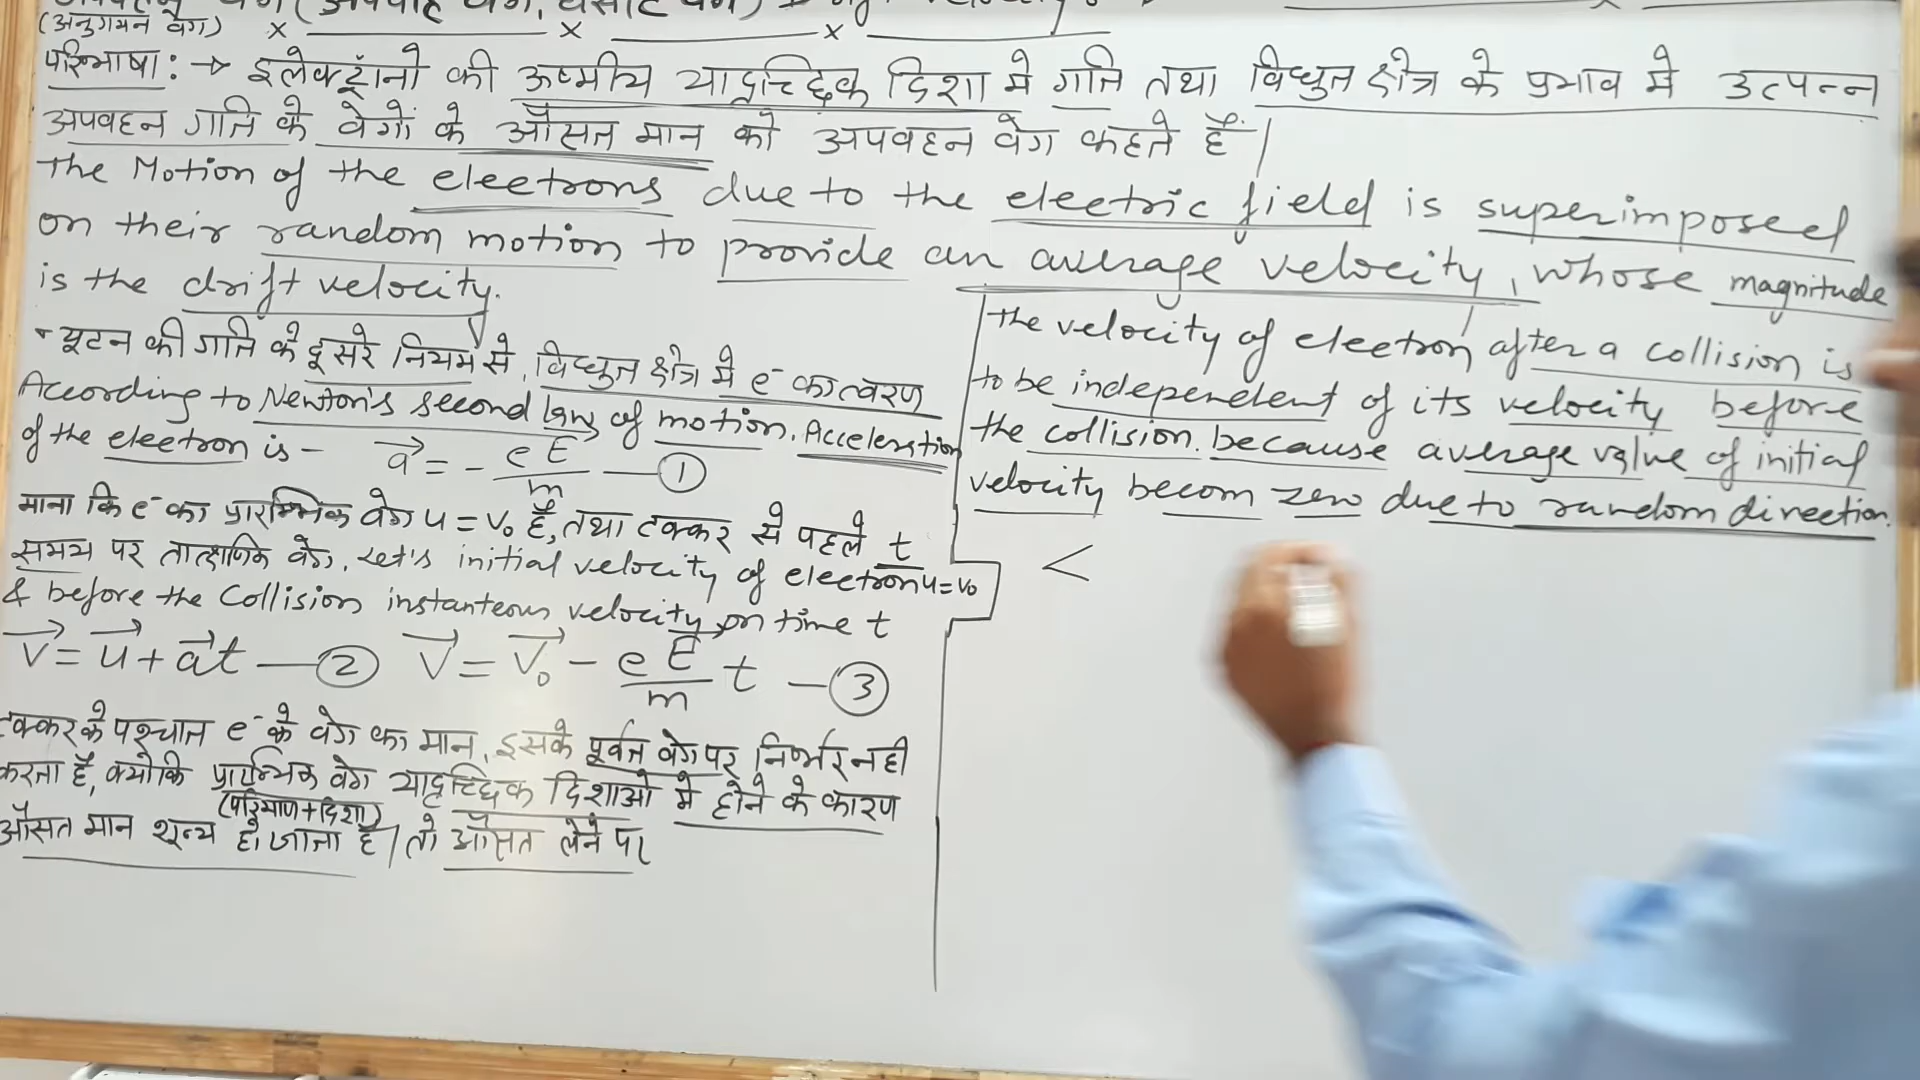 (अनुगमन वेग) × ______ × ______ × ______
परिभाषा :→ इलेक्ट्रॉनो की ऊष्मीय यादृच्छिक दिशा मे गति तथा विधुत क्षेत्र के प्रभाव मे उत्पन्न
अपवहन गति के वेगों के औसत मान को अपवहन वेग कहते हैं |
The Motion of the electrons due to the electric field is superimposed
on their random motion to provide an average velocity, whose magnitude
is the drift velocity.
न्यूटन की गति के दूसरे नियम से, विधुत क्षेत्र मे e⁻ का त्वरण
According to Newton's second law of motion. Acceleration
of the electron is - a⃗ = - eE⃗/m —①
माना कि e⁻ का प्रारम्भिक वेग u = v₀ है, तथा टक्कर से पहले t
समय पर तात्क्षणिक वेग. Let's initial velocity of electron u=v₀
& before the Collision instanteous velocity on time t
v⃗ = u⃗ + a⃗t —② v⃗ = v⃗₀ - eE⃗/m t —③
टक्कर के पश्चात e⁻ के वेग का मान, इसके पूर्वत वेग पर निर्भर नही
करता है, क्योकि प्रारम्भिक वेग यादृच्छिक दिशाओ मे होने के कारण
(परिमाण+दिशा)
औसत मान शून्य हो जाता है | तो औसत लेने पर
the velocity of electron after a collision is
to be independent of its velocity before
the collision. because average value of initial
velocity becom zero due to random direction.
<